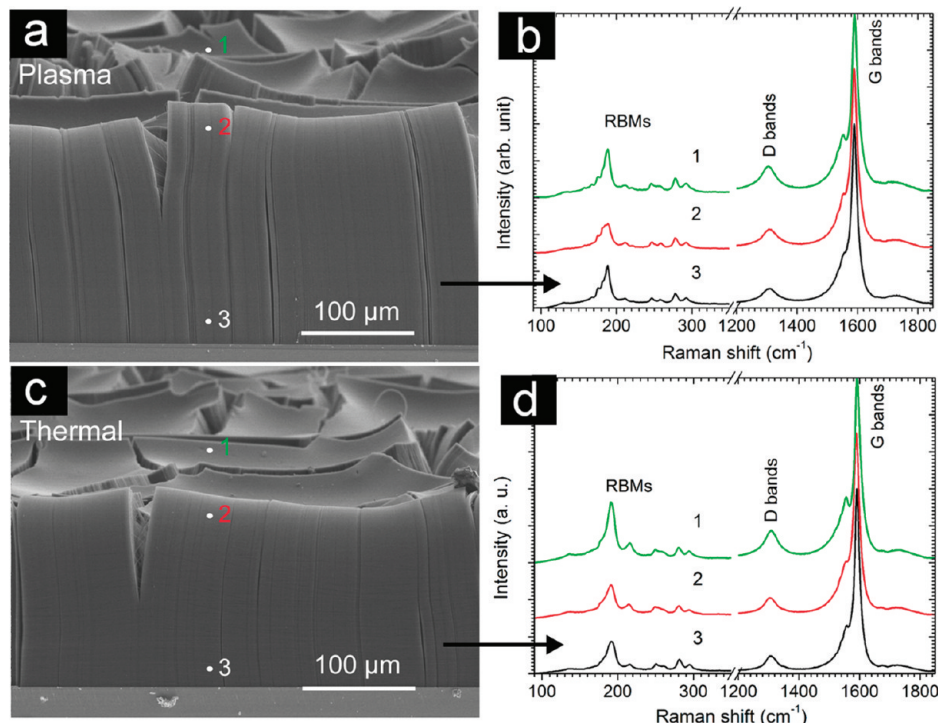 a
Plasma
1
2
3
100 µm
b
Intensity (arb. unit)
RBMs
D bands
G bands
1
2
3
100 200 300 1200 1400 1600 1800
Raman shift (cm⁻¹)
c
Thermal
1
2
3
100 µm
d
Intensity (a. u.)
RBMs
D bands
G bands
1
2
3
100 200 300 1200 1400 1600 1800
Raman shift (cm⁻¹)